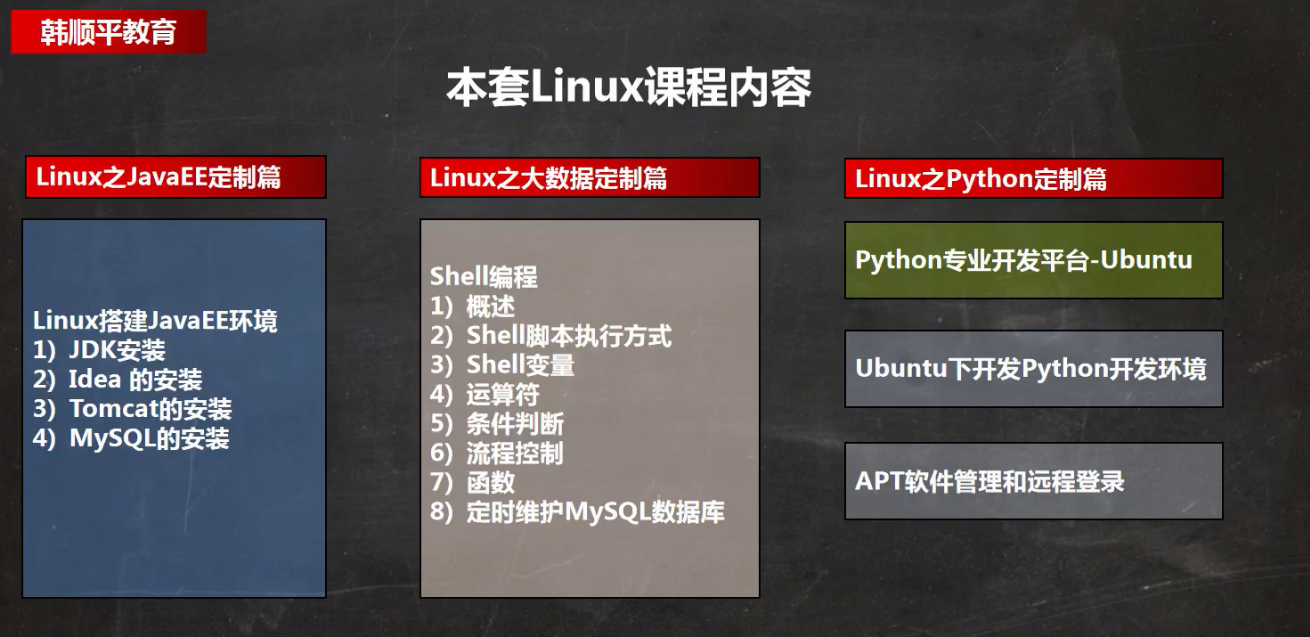 韩顺平教育
本套Linux课程内容
Linux之JavaEE定制篇
Linux搭建JavaEE环境
1) JDK安装
2) Idea 的安装
3) Tomcat的安装
4) MySQL的安装
Linux之大数据定制篇
Shell编程
1) 概述
2) Shell脚本执行方式
3) Shell变量
4) 运算符
5) 条件判断
6) 流程控制
7) 函数
8) 定时维护MySQL数据库
Linux之Python定制篇
Python专业开发平台-Ubuntu
Ubuntu下开发Python开发环境
APT软件管理和远程登录